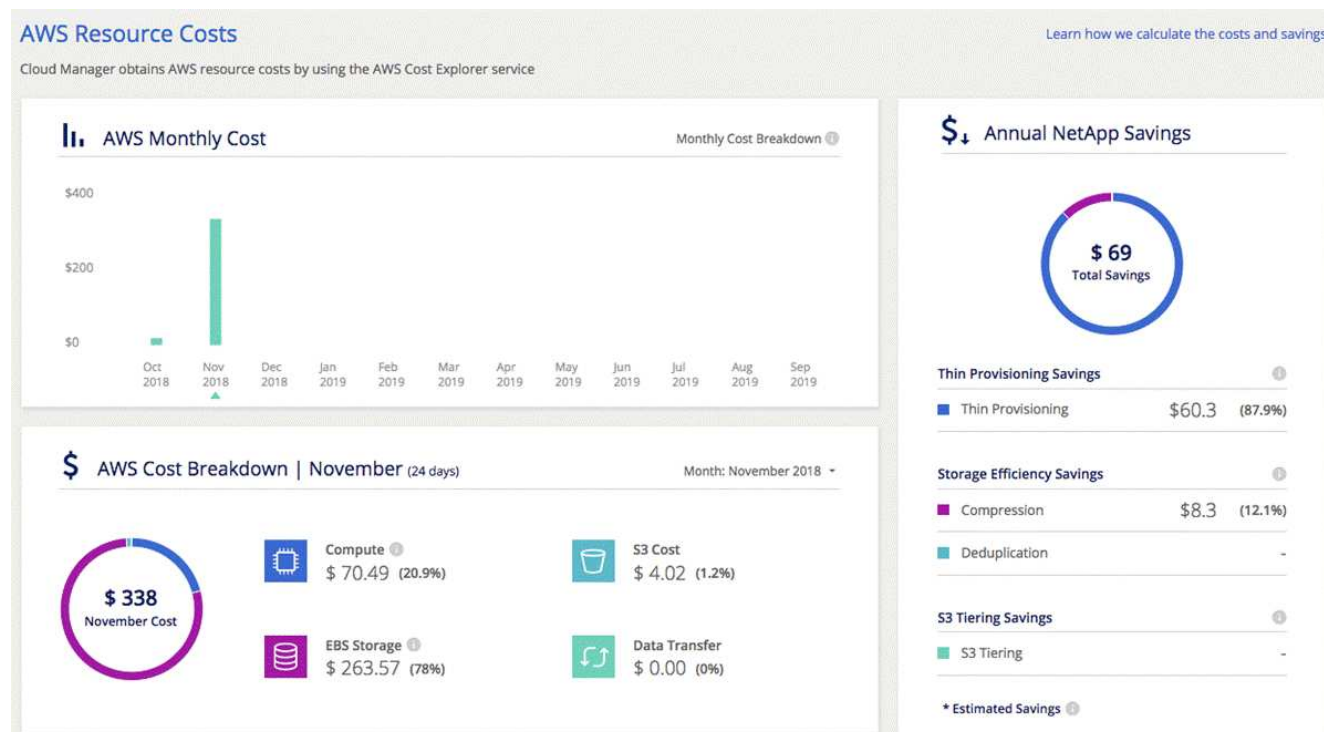 AWS Resource Costs
Learn how we calculate the costs and savings
Cloud Manager obtains AWS resource costs by using the AWS Cost Explorer service
AWS Monthly Cost
Monthly Cost Breakdown
$400
$200
$0
Oct Nov Dec Jan Feb Mar Apr May Jun Jul Aug Sep
2018 2018 2018 2019 2019 2019 2019 2019 2019 2019 2019 2019
$ AWS Cost Breakdown | November (24 days)
Month: November 2018
$ 338
November Cost
Compute
$ 70.49 (20.9%)
S3 Cost
$ 4.02 (1.2%)
EBS Storage
$ 263.57 (78%)
Data Transfer
$ 0.00 (0%)
$ Annual NetApp Savings
$ 69
Total Savings
Thin Provisioning Savings
Thin Provisioning $60.3 (87.9%)
Storage Efficiency Savings
Compression $8.3 (12.1%)
Deduplication -
S3 Tiering Savings
S3 Tiering -
* Estimated Savings